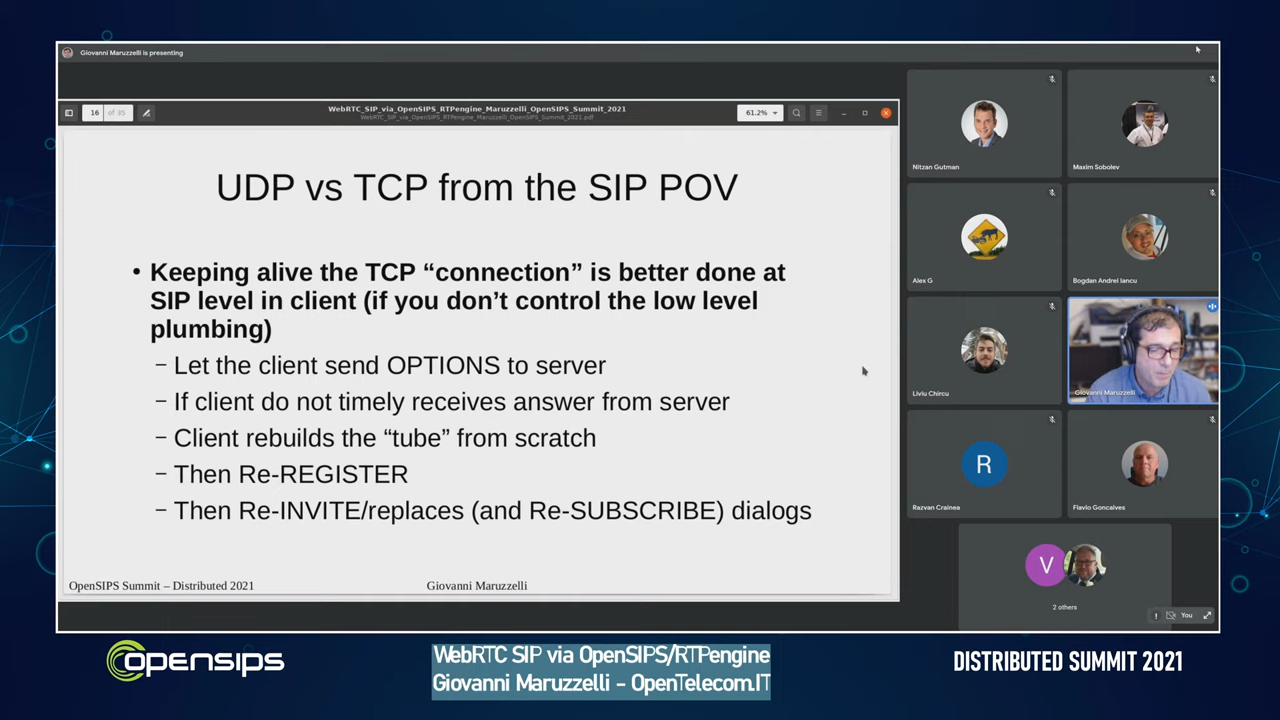 Giovanni Maruzzelli is presenting
16 of 35
WebRTC_SIP_via_OpenSIPS_RTPengine_Maruzzelli_OpenSIPS_Summit_2021
WebRTC_SIP_via_OpenSIPS_RTPengine_Maruzzelli_OpenSIPS_Summit_2021.pdf
61.2%
UDP vs TCP from the SIP POV
• Keeping alive the TCP “connection” is better done at
SIP level in client (if you don’t control the low level
plumbing)
– Let the client send OPTIONS to server
– If client do not timely receives answer from server
– Client rebuilds the “tube” from scratch
– Then Re-REGISTER
– Then Re-INVITE/replaces (and Re-SUBSCRIBE) dialogs
OpenSIPS Summit – Distributed 2021
Giovanni Maruzzelli
Nitzan Gutman
Maxim Sobolev
Alex G
Bogdan Andrei Iancu
Liviu Chircu
Giovanni Maruzzelli
R
Razvan Crainea
Flavio Goncalves
V
2 others
You
opensips
WebRTC SIP via OpenSIPS/RTPengine
Giovanni Maruzzelli - OpenTelecom.IT
DISTRIBUTED SUMMIT 2021